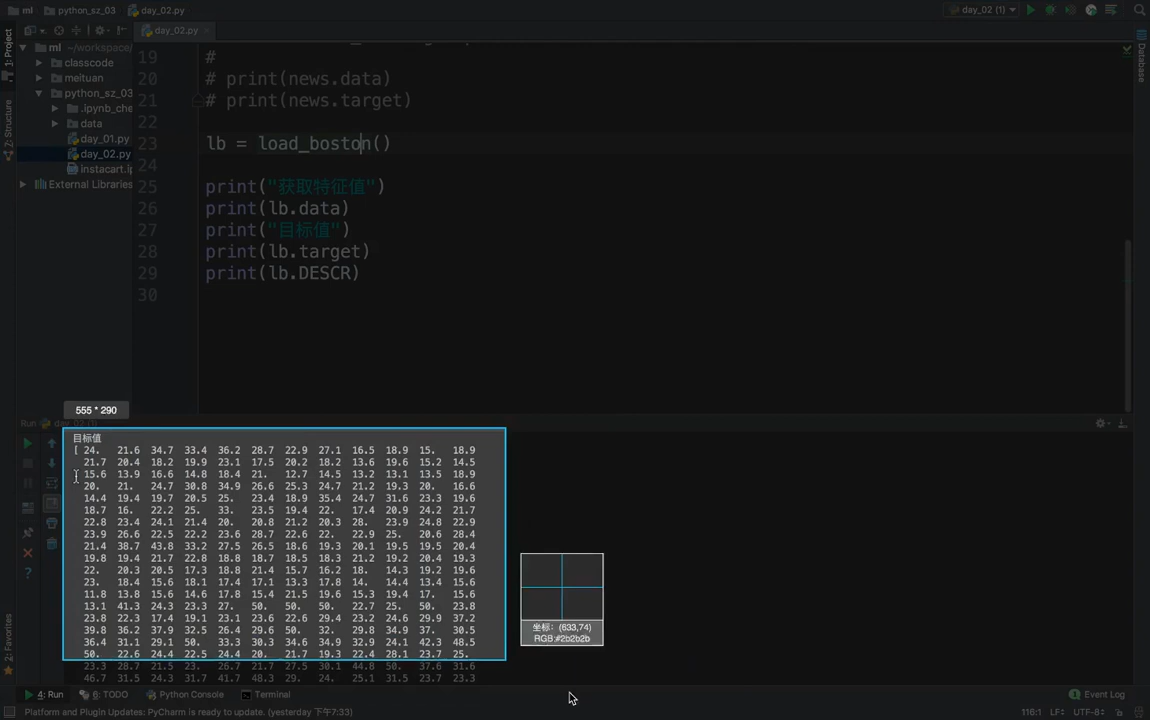 ml
python_sz_03
day_02.py
day_02 (1)
day_02.py
1: Project
Z: Structure
2: Favorites
Database
ml ~/workspace/
classcode
meituan
python_sz_03
.ipynb_che
data
day_01.py
day_02.py
instacart.ip
External Libraries
19 #
20 # print(news.data)
21 # print(news.target)
22
23 lb = load_boston()
24
25 print("获取特征值")
26 print(lb.data)
27 print("目标值")
28 print(lb.target)
29 print(lb.DESCR)
30
555 * 290
Run day_02 (1)
目标值
[ 24. 21.6 34.7 33.4 36.2 28.7 22.9 27.1 16.5 18.9 15. 18.9
21.7 20.4 18.2 19.9 23.1 17.5 20.2 18.2 13.6 19.6 15.2 14.5
15.6 13.9 16.6 14.8 18.4 21. 12.7 14.5 13.2 13.1 13.5 18.9
20. 21. 24.7 30.8 34.9 26.6 25.3 24.7 21.2 19.3 20. 16.6
14.4 19.4 19.7 20.5 25. 23.4 18.9 35.4 24.7 31.6 23.3 19.6
18.7 16. 22.2 25. 33. 23.5 19.4 22. 17.4 20.9 24.2 21.7
22.8 23.4 24.1 21.4 20. 20.8 21.2 20.3 28. 23.9 24.8 22.9
23.9 26.6 22.5 22.2 23.6 28.7 22.6 22. 22.9 25. 20.6 28.4
21.4 38.7 43.8 33.2 27.5 26.5 18.6 19.3 20.1 19.5 19.5 20.4
19.8 19.4 21.7 22.8 18.8 18.7 18.5 18.3 21.2 19.2 20.4 19.3
22. 20.3 20.5 17.3 18.8 21.4 15.7 16.2 18. 14.3 19.2 19.6
23. 18.4 15.6 18.1 17.4 17.1 13.3 17.8 14. 14.4 13.4 15.6
11.8 13.8 15.6 14.6 17.8 15.4 21.5 19.6 15.3 19.4 17. 15.6
13.1 41.3 24.3 23.3 27. 50. 50. 50. 22.7 25. 50. 23.8
23.8 22.3 17.4 19.1 23.1 23.6 22.6 29.4 23.2 24.6 29.9 37.2
39.8 36.2 37.9 32.5 26.4 29.6 50. 32. 29.8 34.9 37. 30.5
36.4 31.1 29.1 50. 33.3 30.3 34.6 34.9 32.9 24.1 42.3 48.5
50. 22.6 24.4 22.5 24.4 20. 21.7 19.3 22.4 28.1 23.7 25.
23.3 28.7 21.5 23. 26.7 21.7 27.5 30.1 44.8 50. 37.6 31.6
46.7 31.5 24.3 31.7 41.7 48.3 29. 24. 25.1 31.5 23.7 23.3
坐标: (633,74)
RGB:#2b2b2b
4: Run
6: TODO
Python Console
Terminal
Event Log
Platform and Plugin Updates: PyCharm is ready to update. (yesterday 下午7:33)
116:1
LF÷
UTF-8÷